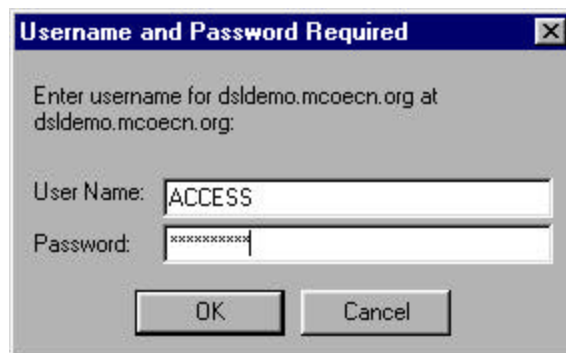 Username and Password Required
Enter username for dsldemo.mcoecn.org at
dsldemo.mcoecn.org:
User Name: ACCESS
Password: **********
OK Cancel